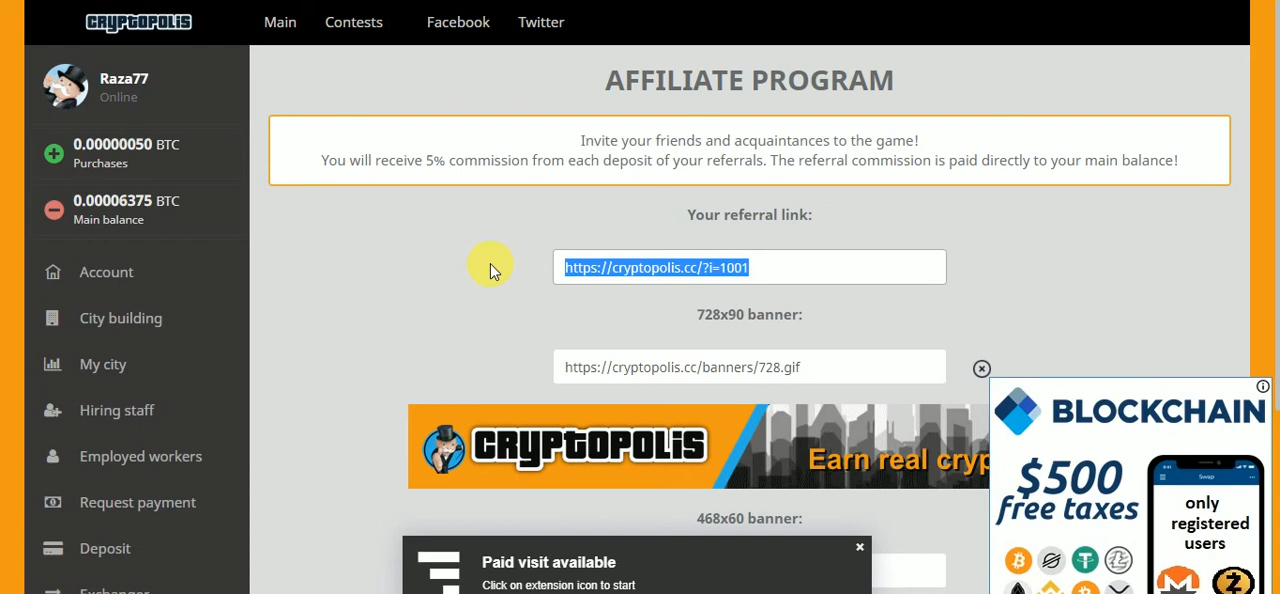 CRYPTOPOLIS
Main
Contests
Facebook
Twitter
Raza77
Online
0.00000050 BTC
Purchases
0.00006375 BTC
Main balance
Account
City building
My city
Hiring staff
Employed workers
Request payment
Deposit
Exchanger
AFFILIATE PROGRAM
Invite your friends and acquaintances to the game!
You will receive 5% commission from each deposit of your referrals. The referral commission is paid directly to your main balance!
Your referral link:
https://cryptopolis.cc/?i=1001
728x90 banner:
https://cryptopolis.cc/banners/728.gif
CRYPTOPOLIS
Earn real cryp
468x60 banner:
Paid visit available
Click on extension icon to start
BLOCKCHAIN
$500
free taxes
Swap
only
registered
users